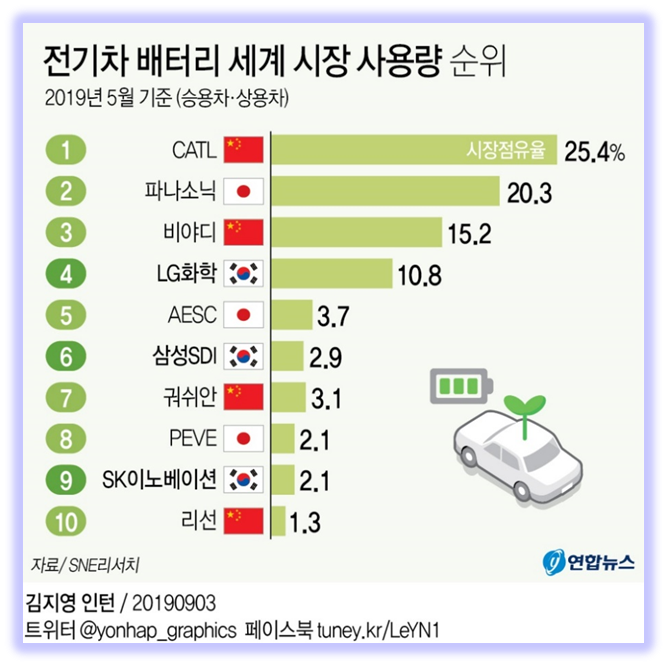 전기차 배터리 세계 시장 사용량 순위
2019년 5월 기준 (승용차·상용차)
1 CATL 시장점유율 25.4%
2 파나소닉 20.3
3 비야디 15.2
4 LG화학 10.8
5 AESC 3.7
6 삼성SDI 2.9
7 궈쉬안 3.1
8 PEVE 2.1
9 SK이노베이션 2.1
10 리선 1.3
자료/ SNE리서치
y 연합뉴스
김지영 인턴 / 20190903
트위터 @yonhap_graphics 페이스북 tuney.kr/LeYN1